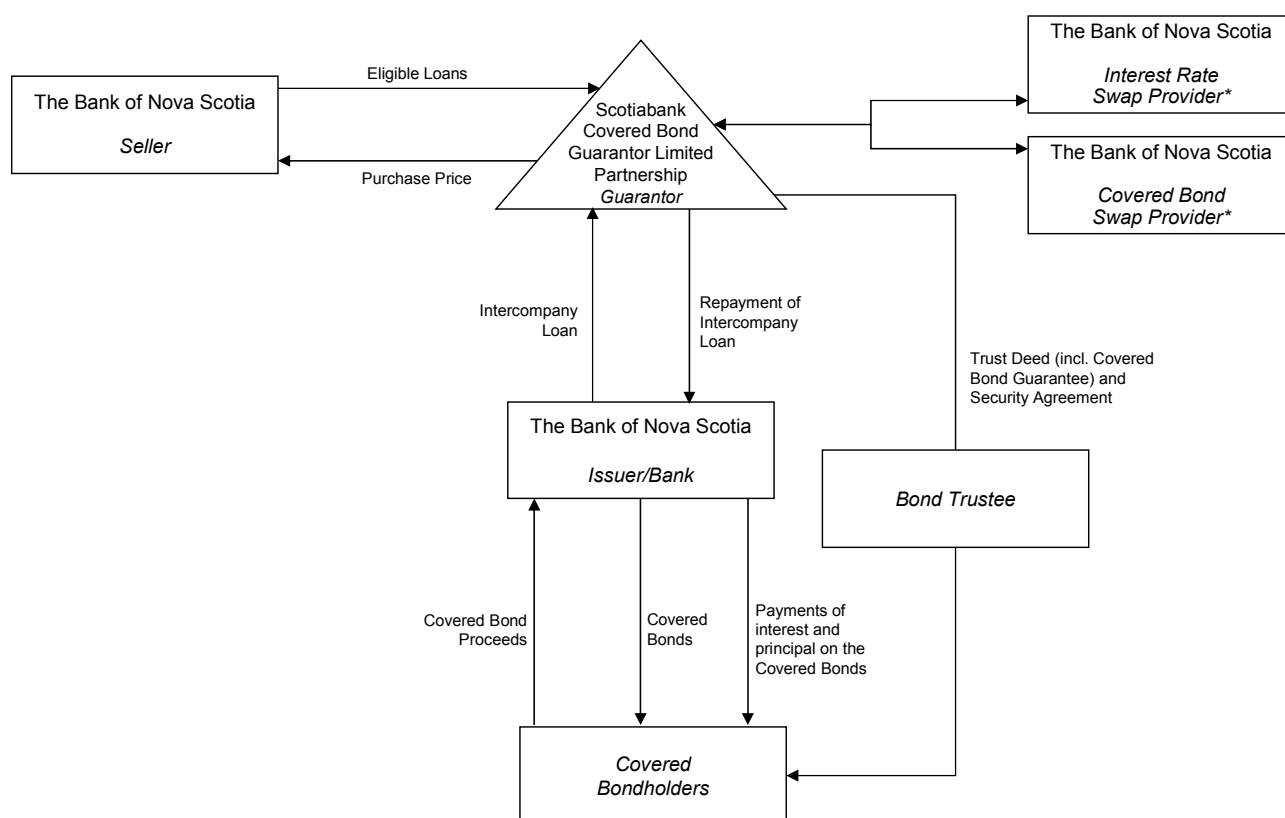 The Bank of Nova Scotia
Seller
Eligible Loans
Purchase Price
Scotiabank
Covered Bond
Guarantor Limited
Partnership
Guarantor
The Bank of Nova Scotia
Interest Rate
Swap Provider*
The Bank of Nova Scotia
Covered Bond
Swap Provider*
Intercompany
Loan
Repayment of
Intercompany
Loan
Trust Deed (incl. Covered
Bond Guarantee) and
Security Agreement
The Bank of Nova Scotia
Issuer/Bank
Bond Trustee
Covered Bond
Proceeds
Covered
Bonds
Payments of
interest and
principal on the
Covered Bonds
Covered
Bondholders